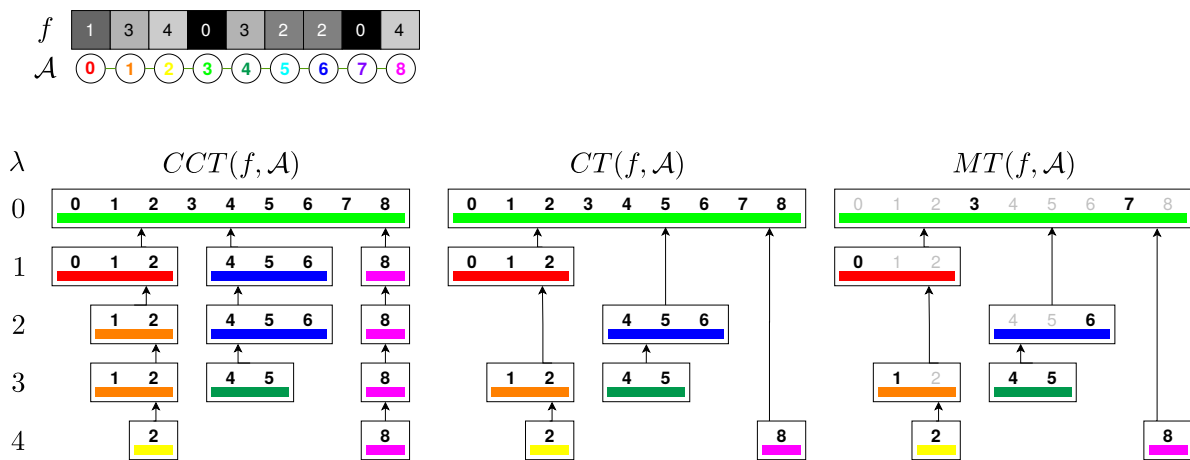 f 1 3 4 0 3 2 2 0 4
𝒜 0 1 2 3 4 5 6 7 8
λ CCT(f, 𝒜) CT(f, 𝒜) MT(f, 𝒜)
0 0 1 2 3 4 5 6 7 8 0 1 2 3 4 5 6 7 8 0 1 2 3 4 5 6 7 8
1 0 1 2 4 5 6 8 0 1 2 0 1 2
2 1 2 4 5 6 8 4 5 6 4 5 6
3 1 2 4 5 8 1 2 4 5 1 2 4 5
4 2 8 2 8 2 8